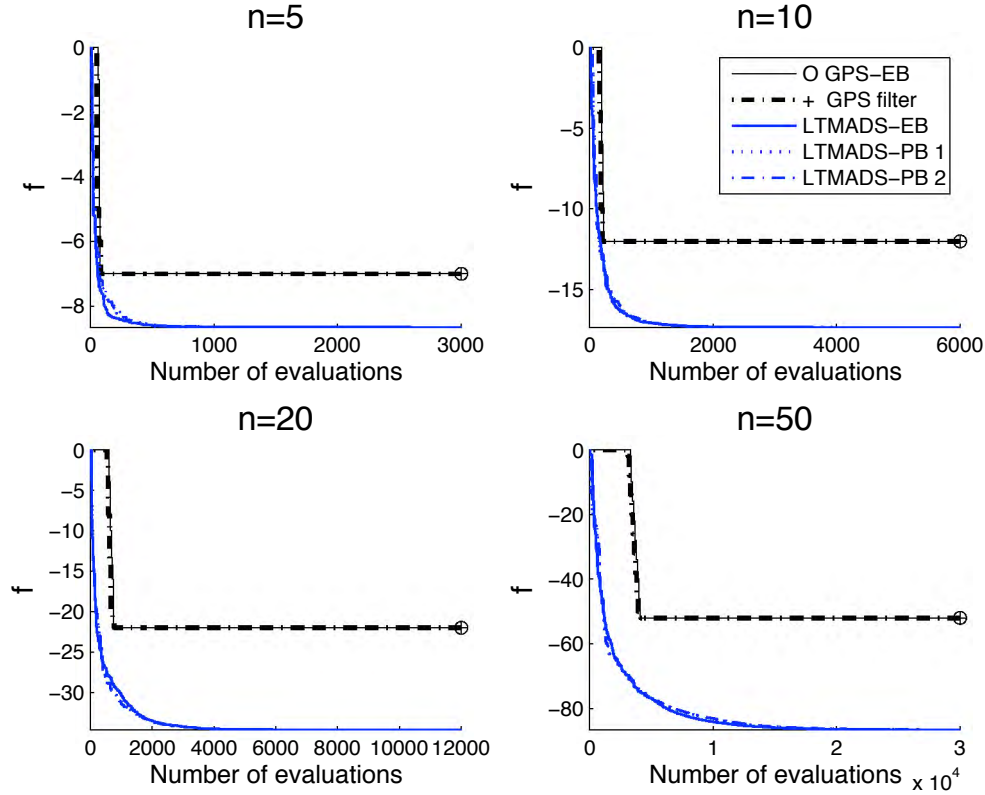 n=5
0
−2
−4
−6
−8
f
0 1000 2000 3000
Number of evaluations
n=10
0
−5
−10
−15
f
0 2000 4000 6000
Number of evaluations
O GPS−EB
+ GPS filter
LTMADS−EB
LTMADS−PB 1
LTMADS−PB 2
n=20
0
−5
−10
−15
−20
−25
−30
f
0 2000 4000 6000 8000 10000 12000
Number of evaluations
n=50
0
−20
−40
−60
−80
f
0 1 2 3
Number of evaluations x 10^4